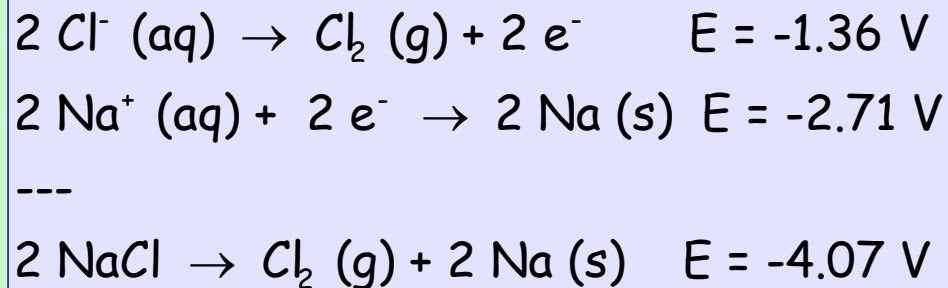 2 Cl⁻ (aq) → Cl₂ (g) + 2 e⁻ E = -1.36 V
2 Na⁺ (aq) + 2 e⁻ → 2 Na (s) E = -2.71 V
---
2 NaCl → Cl₂ (g) + 2 Na (s) E = -4.07 V